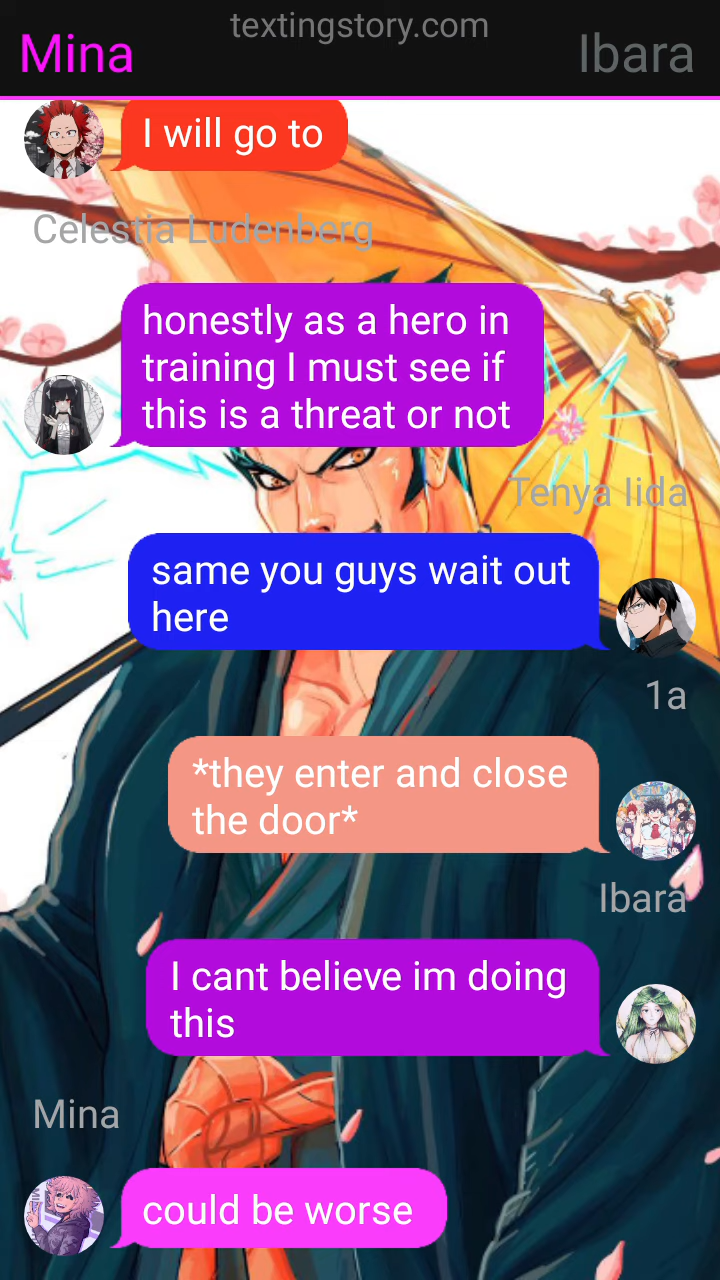 textingstory.com
Mina
Ibara
I will go to
Celestia Ludenberg
honestly as a hero in
training I must see if
this is a threat or not
Tenya Iida
same you guys wait out
here
1a
*they enter and close
the door*
Ibara
I cant believe im doing
this
Mina
could be worse